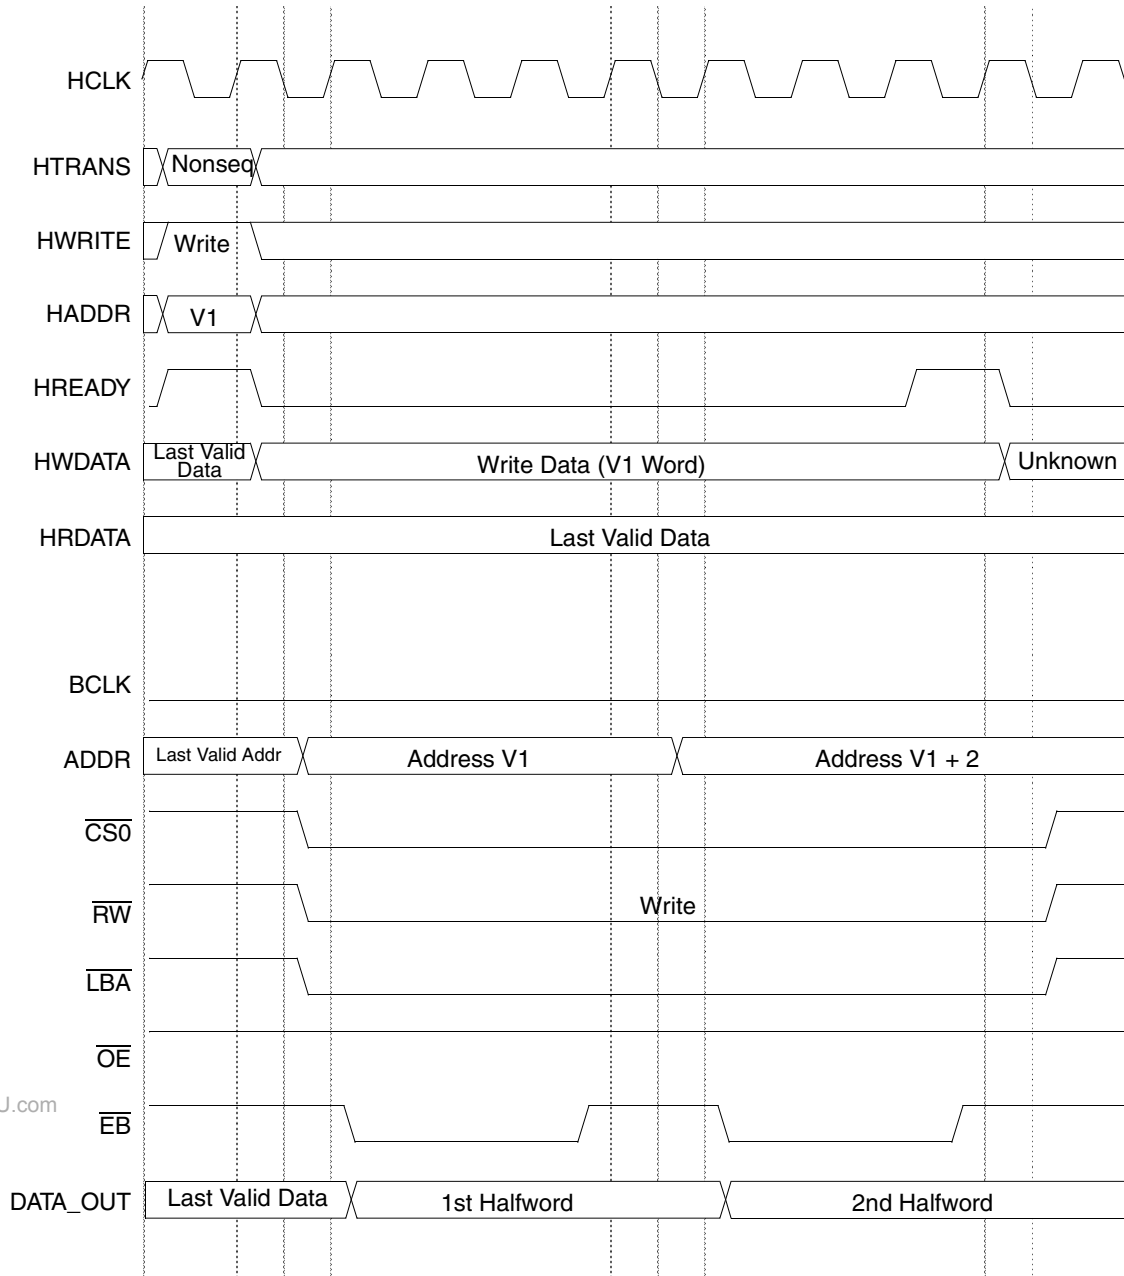 HCLK
HTRANS Nonseq
HWRITE Write
HADDR V1
HREADY
HWDATA Last Valid Data Write Data (V1 Word) Unknown
HRDATA Last Valid Data
BCLK
ADDR Last Valid Addr Address V1 Address V1 + 2
CS0
RW Write
LBA
OE
U.com
EB
DATA_OUT Last Valid Data 1st Halfword 2nd Halfword